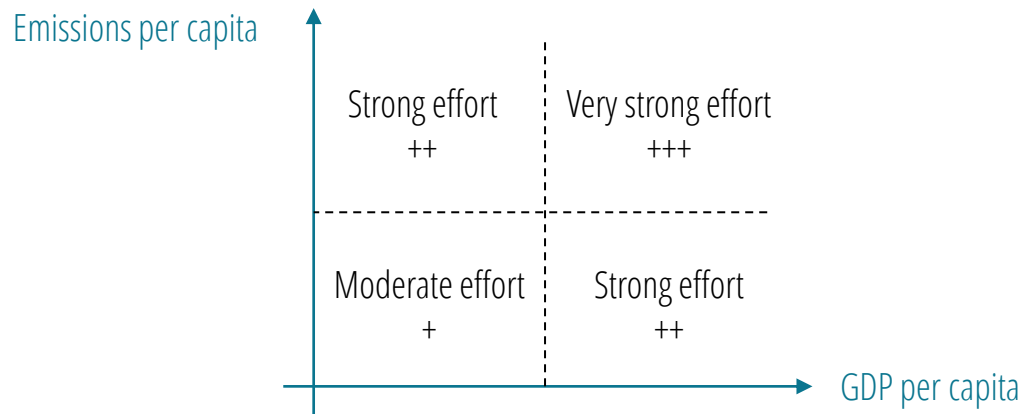 Emissions per capita
Strong effort
++
Very strong effort
+++
Moderate effort
+
Strong effort
++
GDP per capita